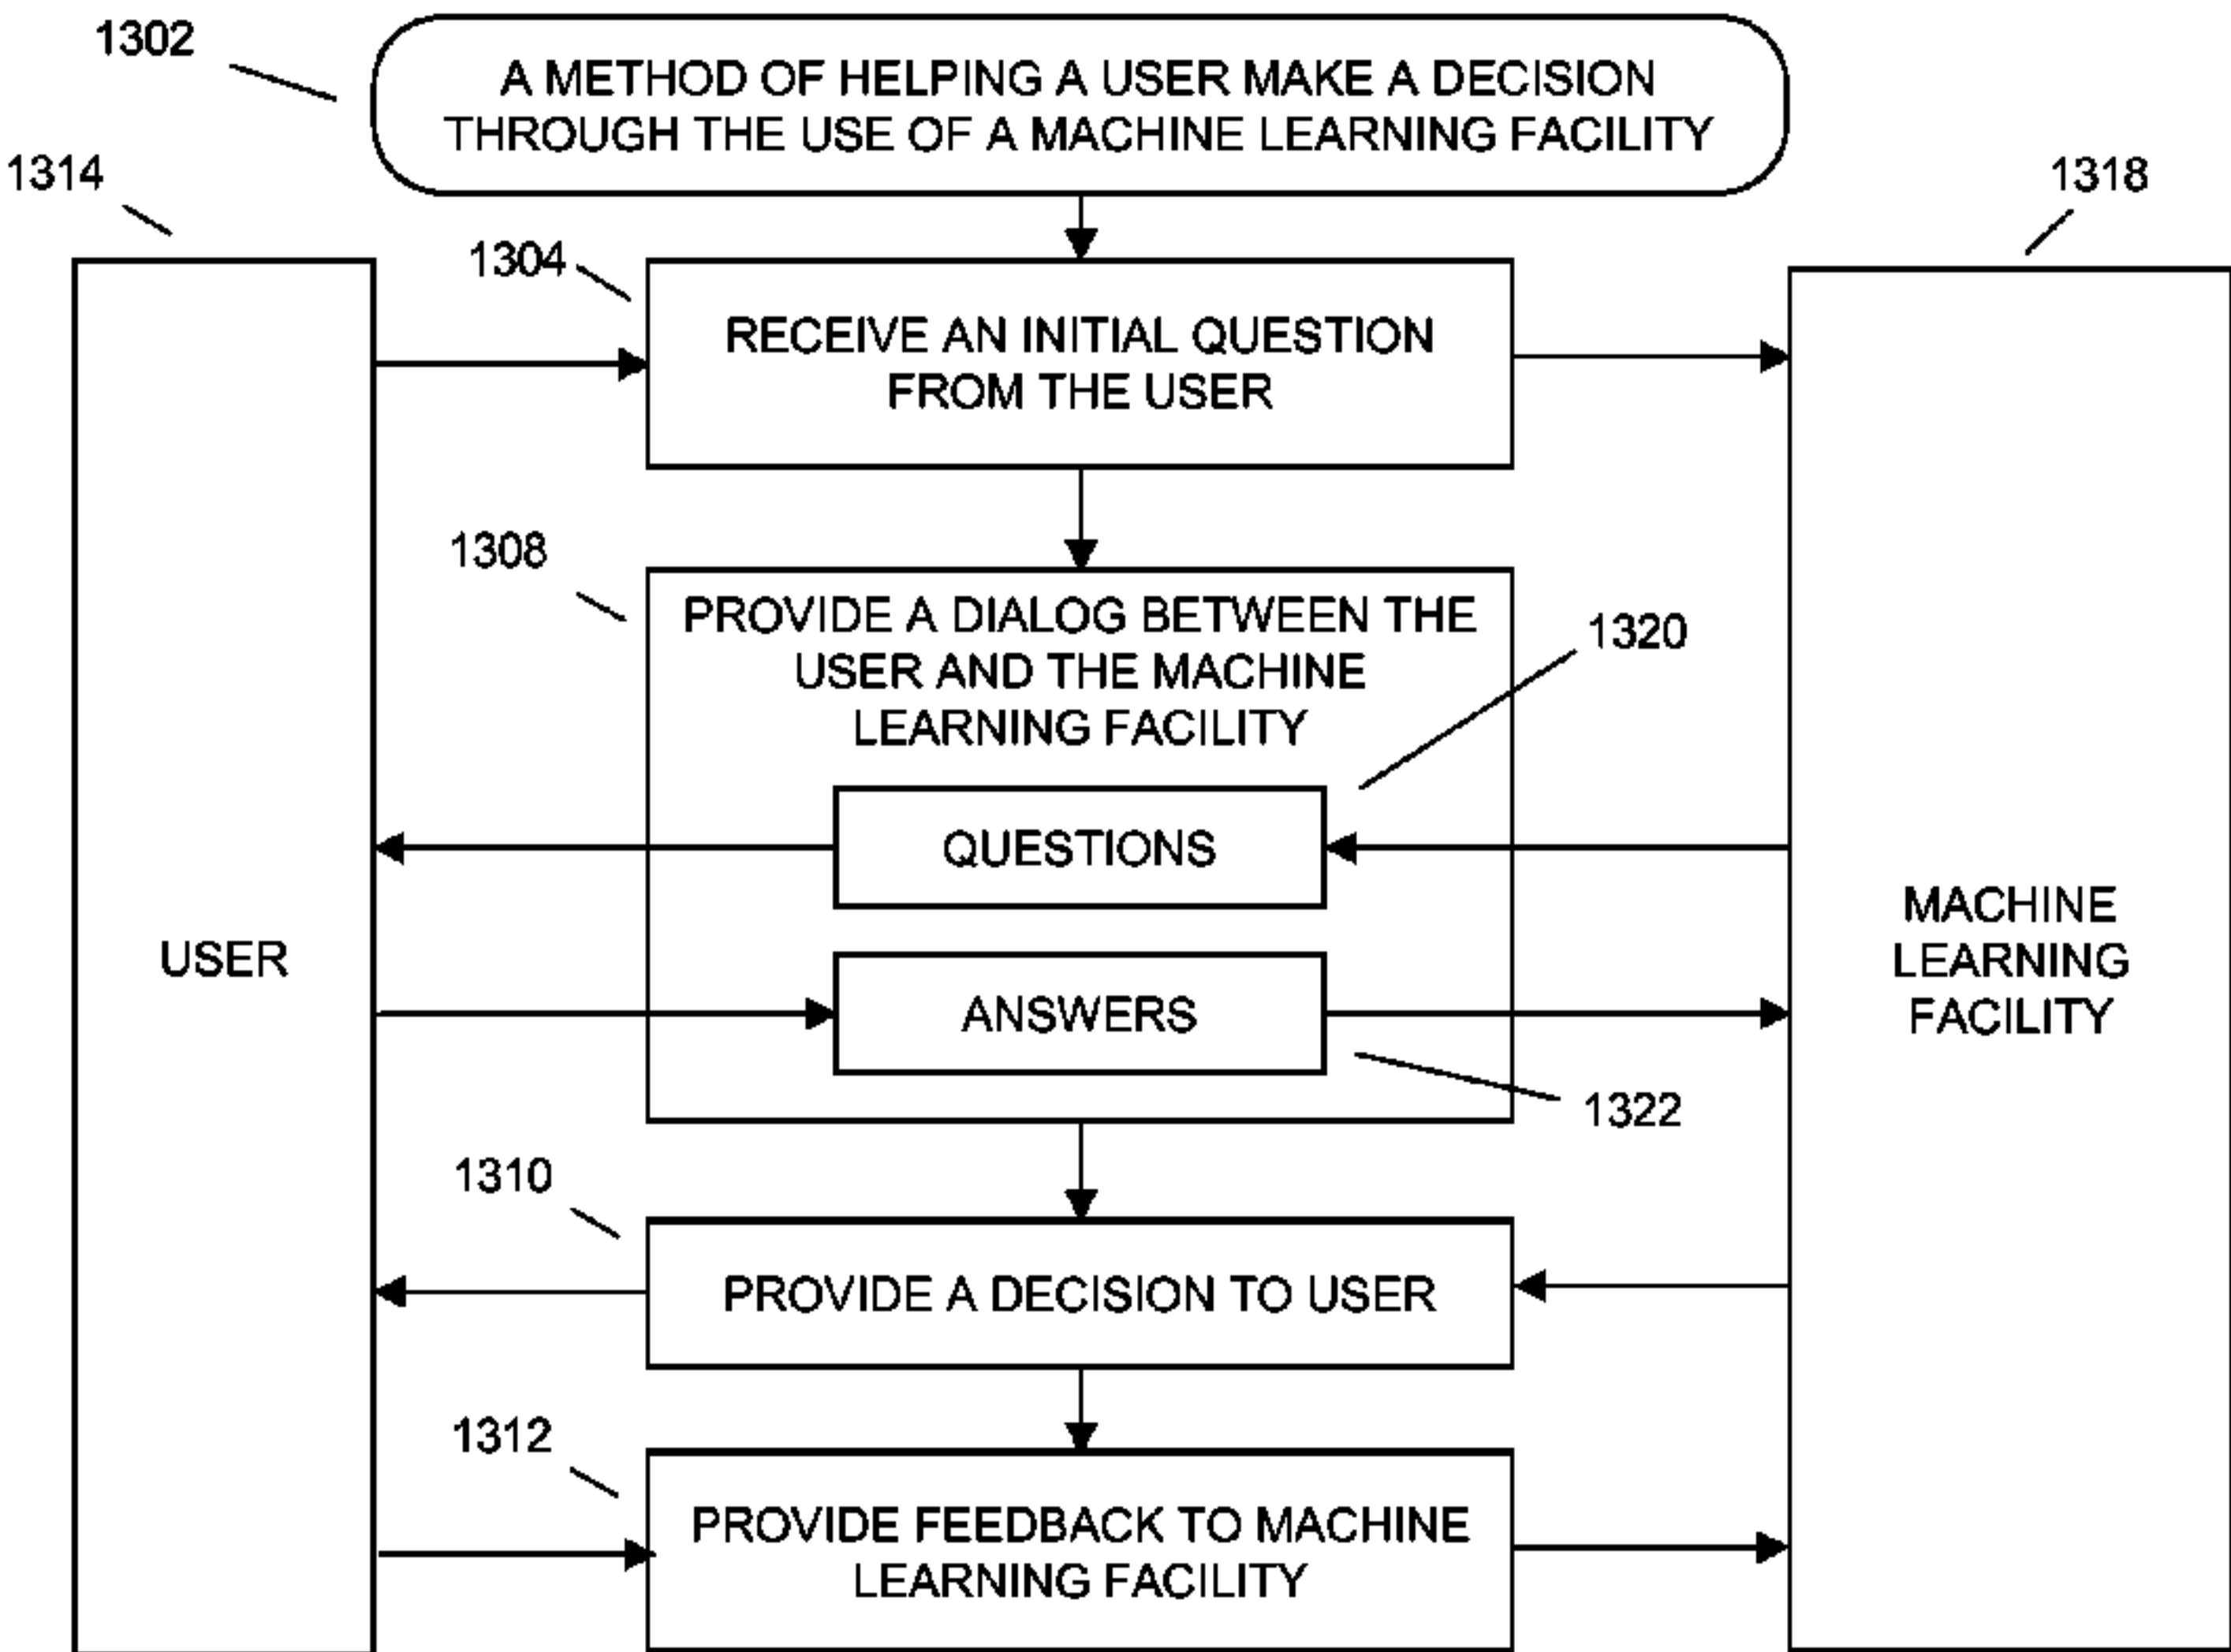 1302
A METHOD OF HELPING A USER MAKE A DECISION
THROUGH THE USE OF A MACHINE LEARNING FACILITY
1314
1318
1304
RECEIVE AN INITIAL QUESTION
FROM THE USER
1308
PROVIDE A DIALOG BETWEEN THE
USER AND THE MACHINE
LEARNING FACILITY
1320
QUESTIONS
USER
ANSWERS
MACHINE
LEARNING
FACILITY
1322
1310
PROVIDE A DECISION TO USER
1312
PROVIDE FEEDBACK TO MACHINE
LEARNING FACILITY